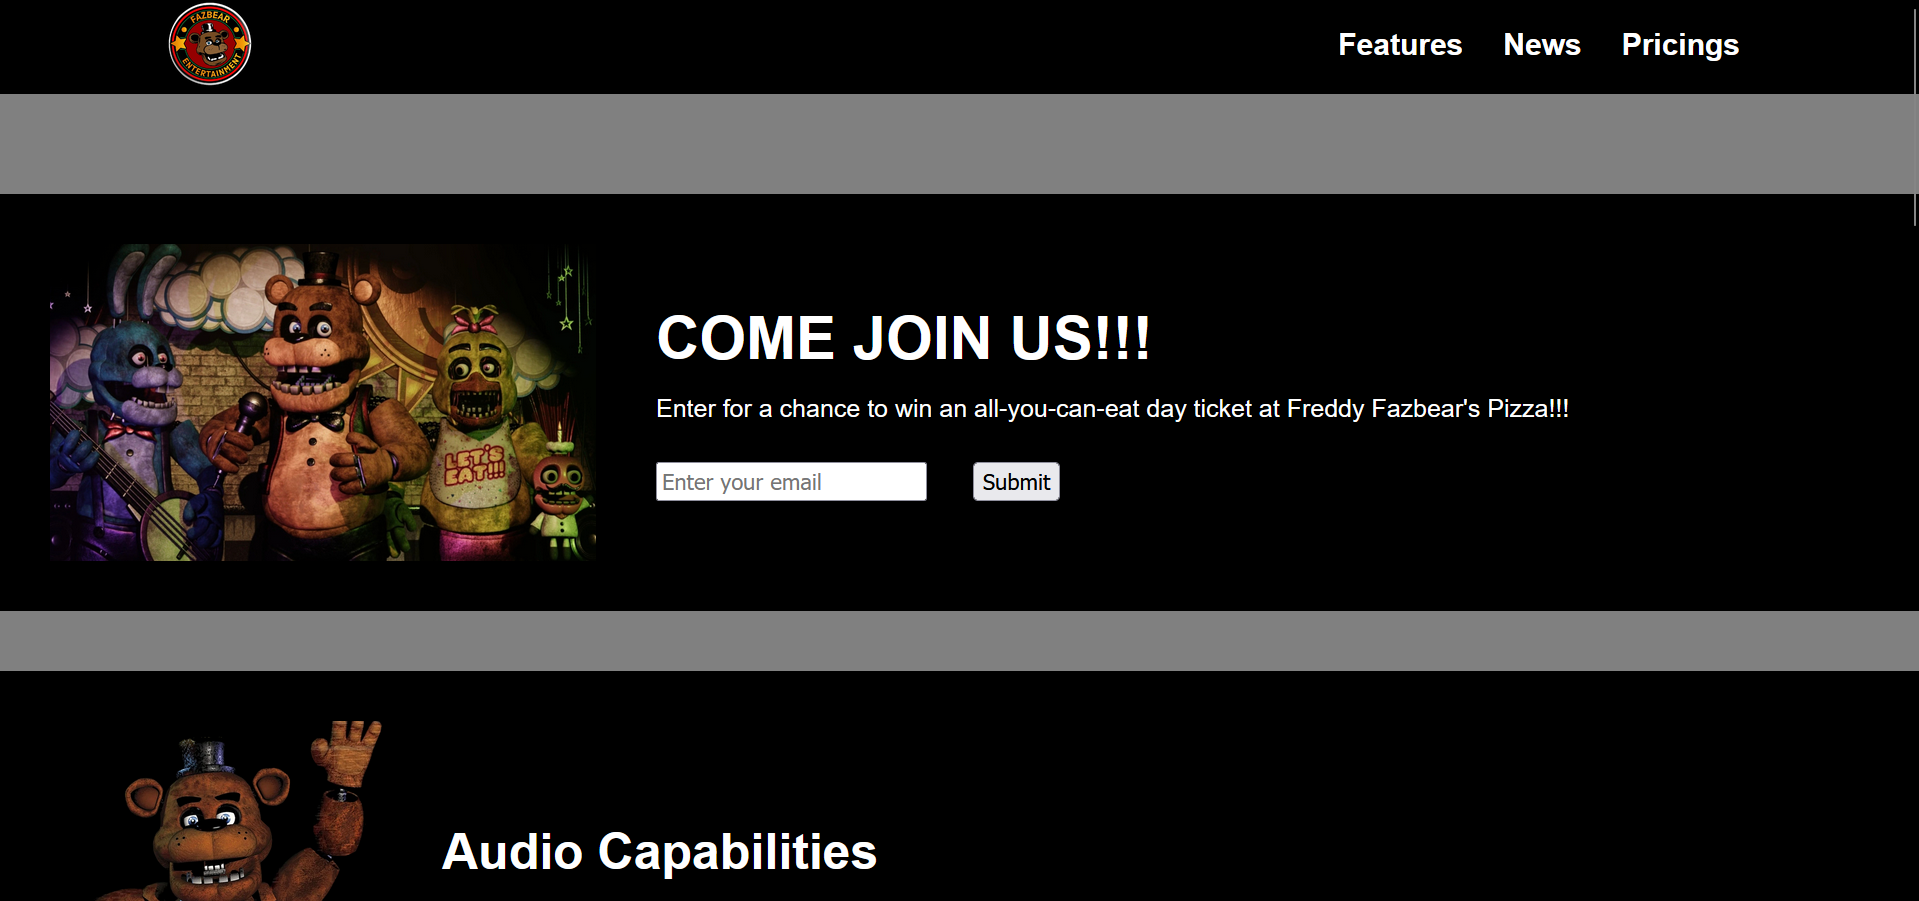 FAZBEAR
ENTERTAINMENT
Features News Pricings
COME JOIN US!!!
Enter for a chance to win an all-you-can-eat day ticket at Freddy Fazbear's Pizza!!!
LET'S
EAT!!!
Enter your email Submit
Audio Capabilities